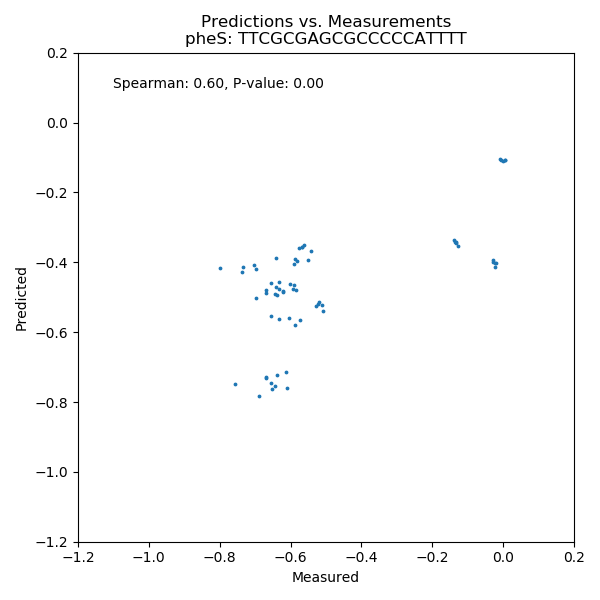 Predictions vs. Measurements
pheS: TTCGCGAGCGCCCCCATTTT
Spearman: 0.60, P-value: 0.00
0.2
0.0
−0.2
−0.4
−0.6
−0.8
−1.0
−1.2
Predicted
−1.2 −1.0 −0.8 −0.6 −0.4 −0.2 0.0 0.2
Measured